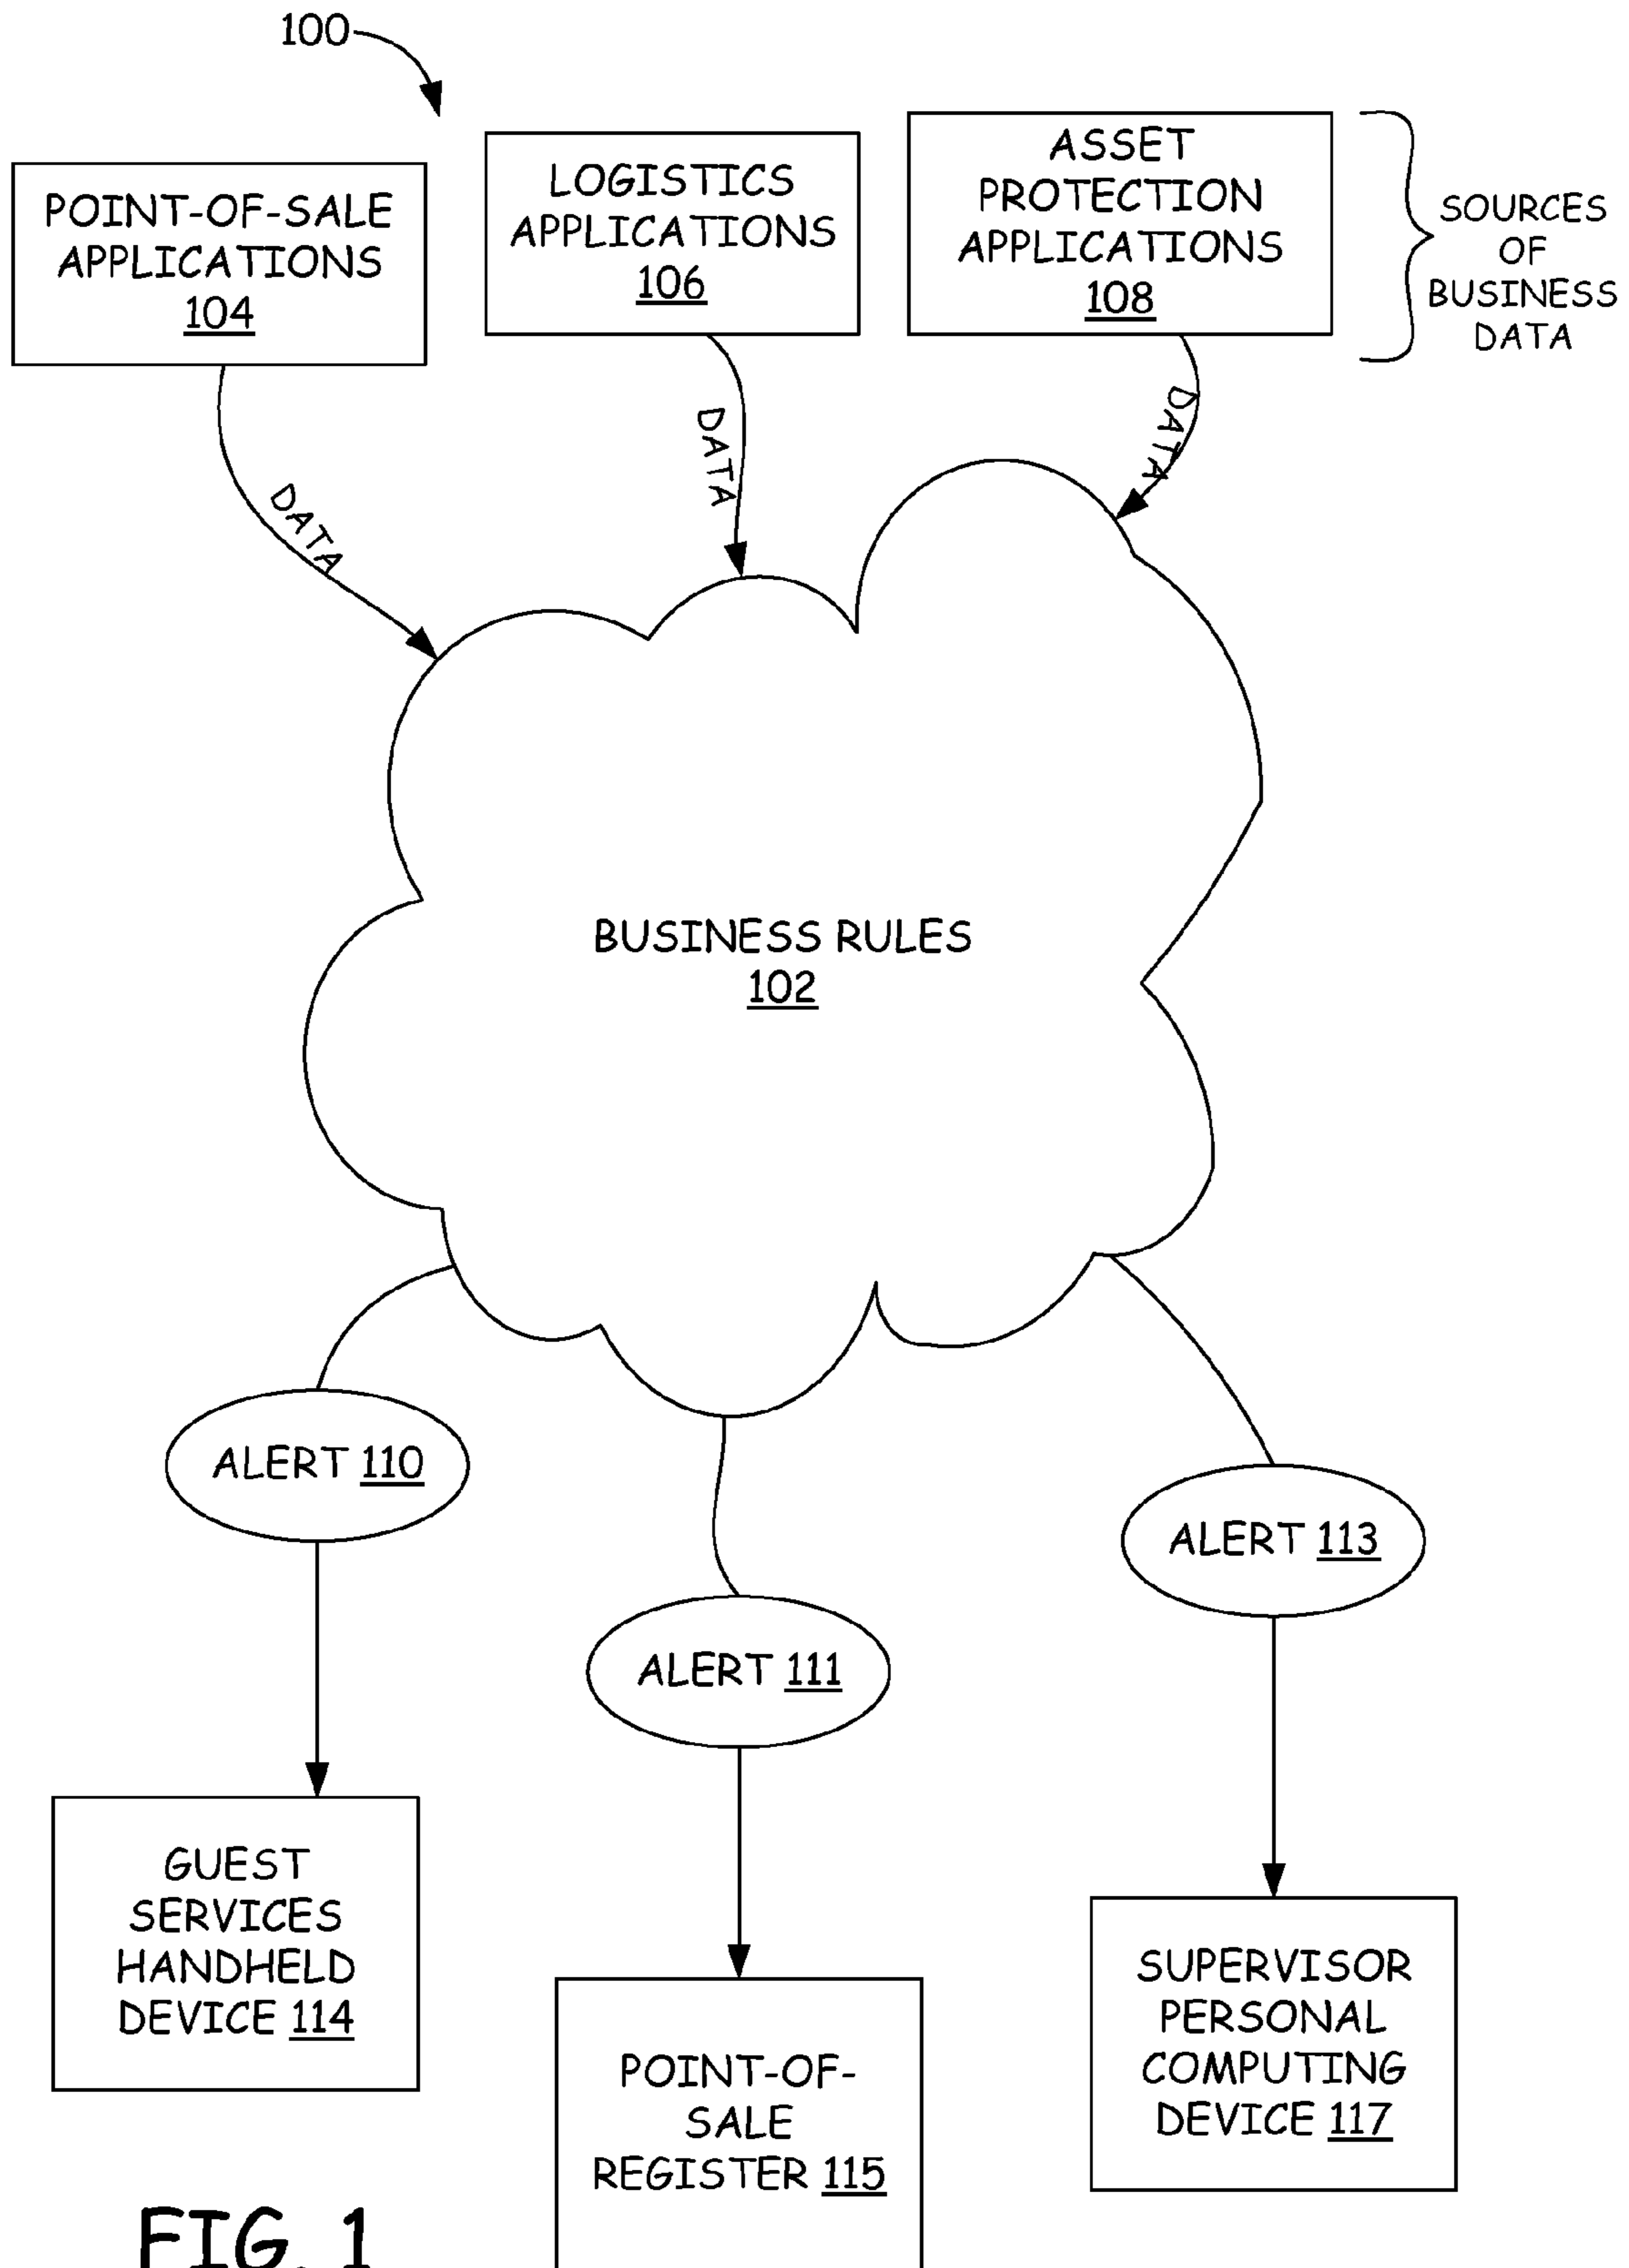 100
POINT-OF-SALE
APPLICATIONS
104
LOGISTICS
APPLICATIONS
106
ASSET
PROTECTION
APPLICATIONS
108
SOURCES
OF
BUSINESS
DATA
DATA
DATA
DATA
BUSINESS RULES
102
ALERT 110
ALERT 111
ALERT 113
GUEST
SERVICES
HANDHELD
DEVICE 114
POINT-OF-
SALE
REGISTER 115
SUPERVISOR
PERSONAL
COMPUTING
DEVICE 117
FIG. 1